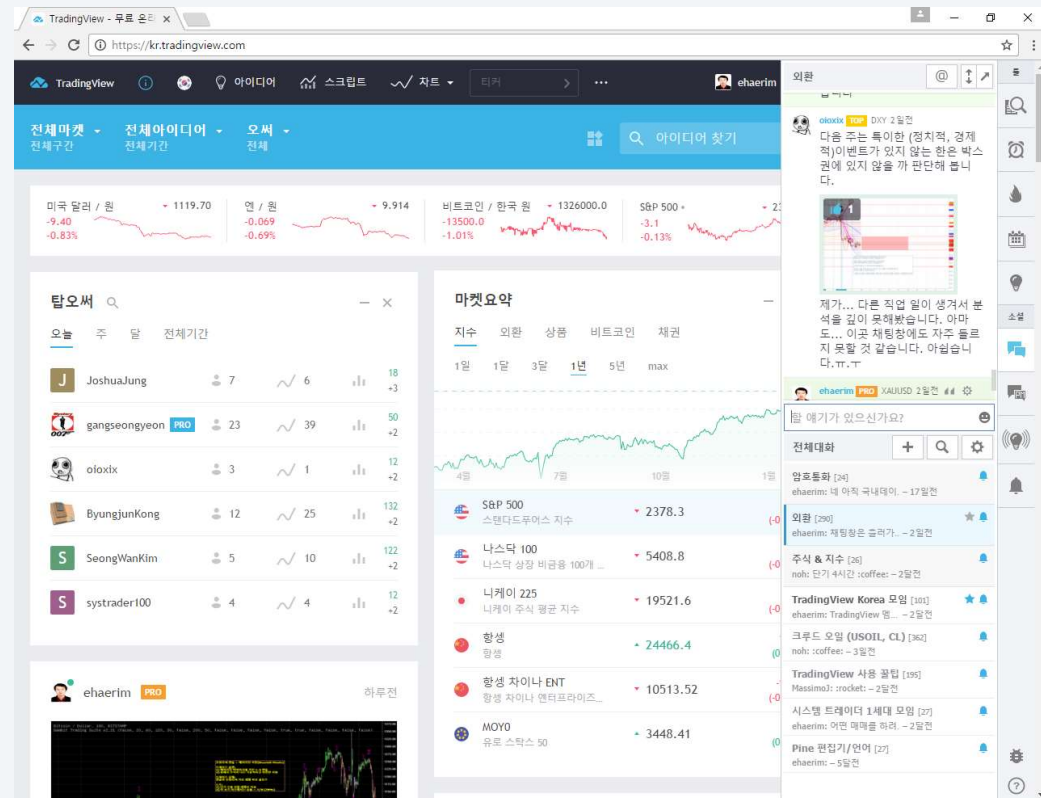 TradingView - 무료 온라
https://kr.tradingview.com
TradingView
아이디어
스크립트
차트
티커
ehaerim
전체마켓
전체구간
전체아이디어
전체기간
오써
전체
아이디어 찾기
미국 달러 / 원 1119.70
-9.40
-0.83%
엔 / 원 9.914
-0.069
-0.69%
비트코인 / 한국 원 1326000.0
-13500.0
-1.01%
S&P 500
-3.1
-0.13%
탑오써
오늘 주 달 전체기간
J JoshuaJung 7 6 18 +3
gangseongyeon PRO 23 39 50 +2
oioxix 3 1 12 +2
ByungjunKong 12 25 132 +2
S SeongWanKim 5 10 122 +2
S systrader100 4 4 12 +2
ehaerim PRO 하루전
마켓요약
지수 외환 상품 비트코인 채권
1일 1달 3달 1년 5년 max
4월 7월 10월
S&P 500 2378.3
스탠다드푸어스 지수
나스닥 100 5408.8
나스닥 상장 비금융 100개 ...
니케이 225 19521.6
니케이 주식 평균 지수
항셍 24466.4
항셍
항셍 차이나 ENT 10513.52
항셍 차이나 엔터프라이즈...
MOY0 3448.41
유로 스탁스 50
외환
oioxix TOP DXY 2일전
다음 주는 특이한 (정치적, 경제
적)이벤트가 있지 않는 한은 박스
권에 있지 않을 까 판단해 봅니
다.
1
제가... 다른 직업 일이 생겨서 분
석을 깊이 못해봤습니다. 아마
도... 이곳 채팅창에도 자주 들르
지 못할 것 같습니다. 아쉽습니
다.ㅠ.ㅜ
ehaerim PRO XAUUSD 2일전
할 얘기가 있으신가요?
전체대화
암호통화 [24]
ehaerim: 네 아직 국내데이. – 17일전
외환 [290]
ehaerim: 채팅창은 흘러가.. – 2일전
주식 & 지수 [26]
noh: 단기 4시간 :coffee: – 2달전
TradingView Korea 모임 [101]
ehaerim: TradingView 멤... – 2달전
크루드 오일 (USOIL, CL) [362]
noh: :coffee: – 3일전
TradingView 사용 꿀팁 [195]
MassimoJ: :rocket: – 2달전
시스템 트레이더 1세대 모임 [27]
ehaerim: 어떤 매매를 하려. – 2달전
Pine 편집기/언어 [27]
ehaerim: – 5달전
소셜